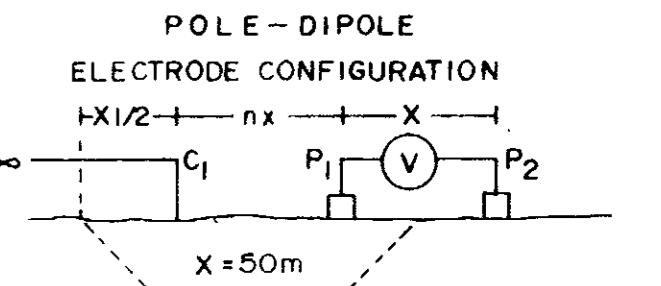 POLE-DIPOLE
ELECTRODE CONFIGURATION
X1/2 nx X
∞ C1 P1 V P2
X = 50m